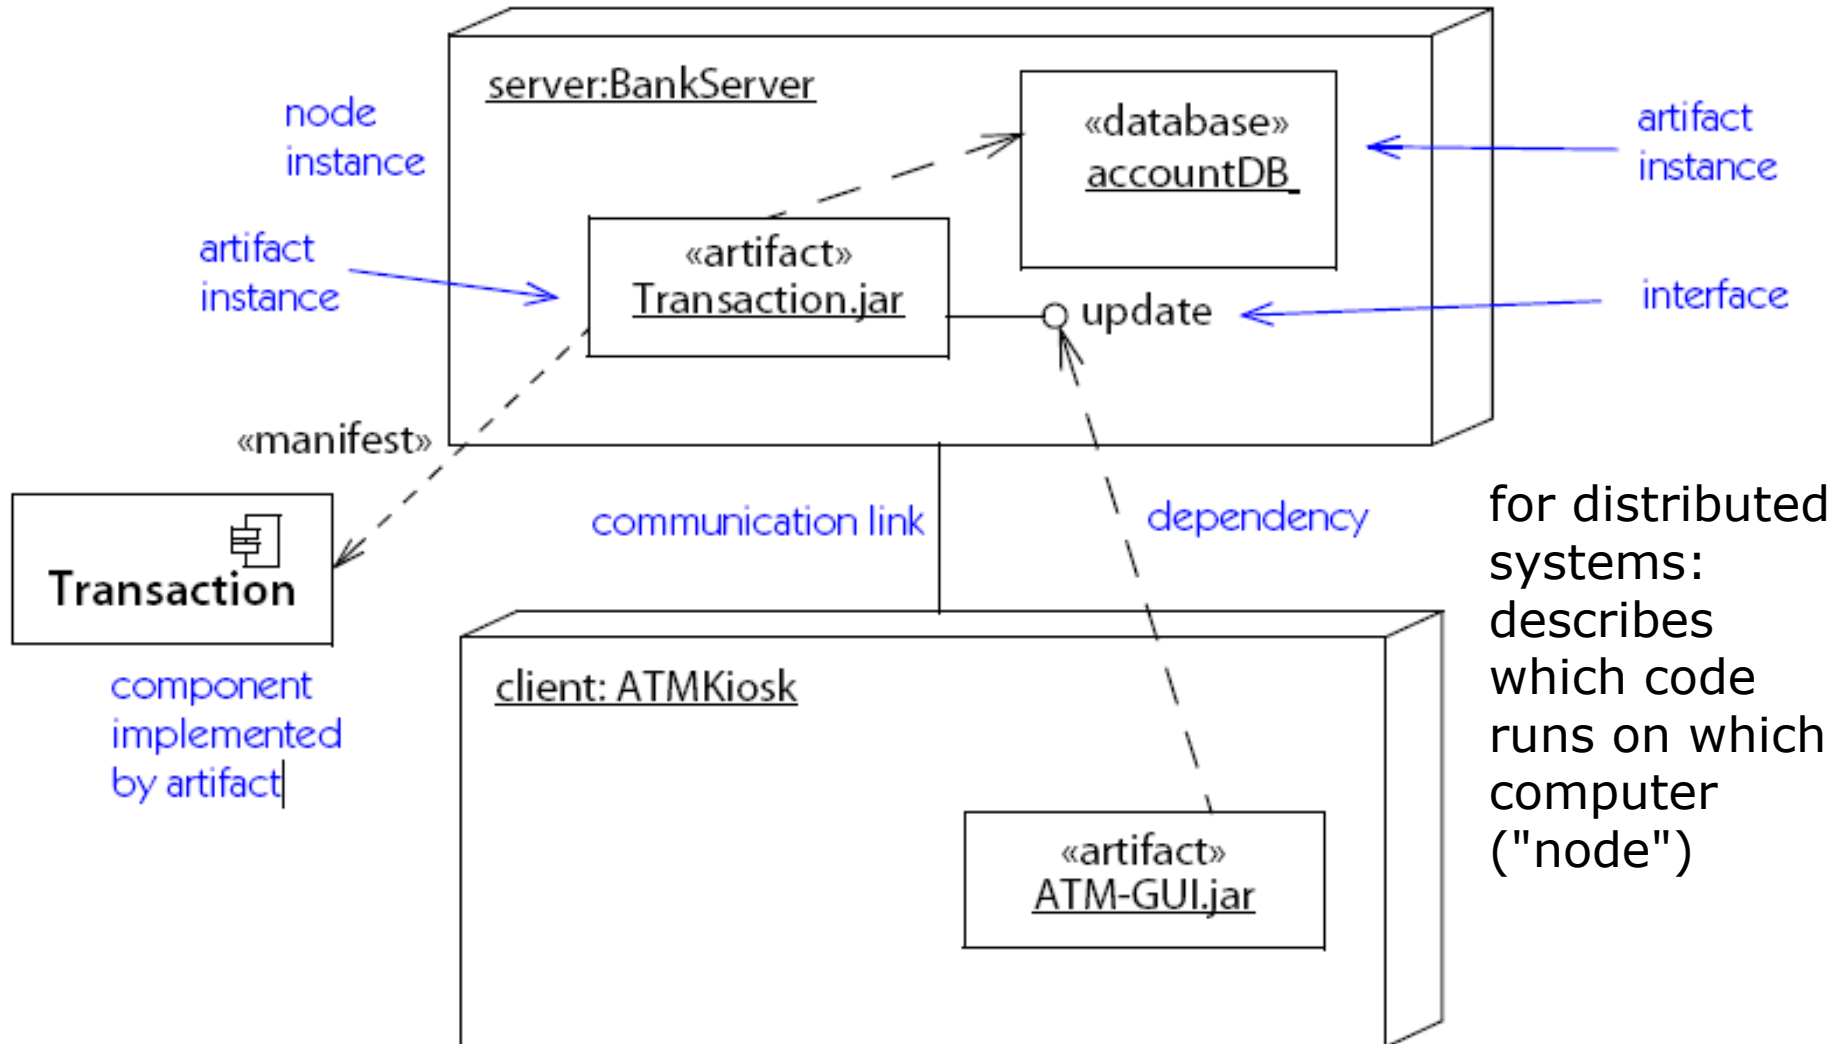 server:BankServer
node
instance
«database»
accountDB_
artifact
instance
artifact
instance
«artifact»
Transaction.jar
update
interface
«manifest»
communication link
dependency
Transaction
component
implemented
by artifact
client: ATMKiosk
«artifact»
ATM-GUI.jar
for distributed
systems:
describes
which code
runs on which
computer
("node")